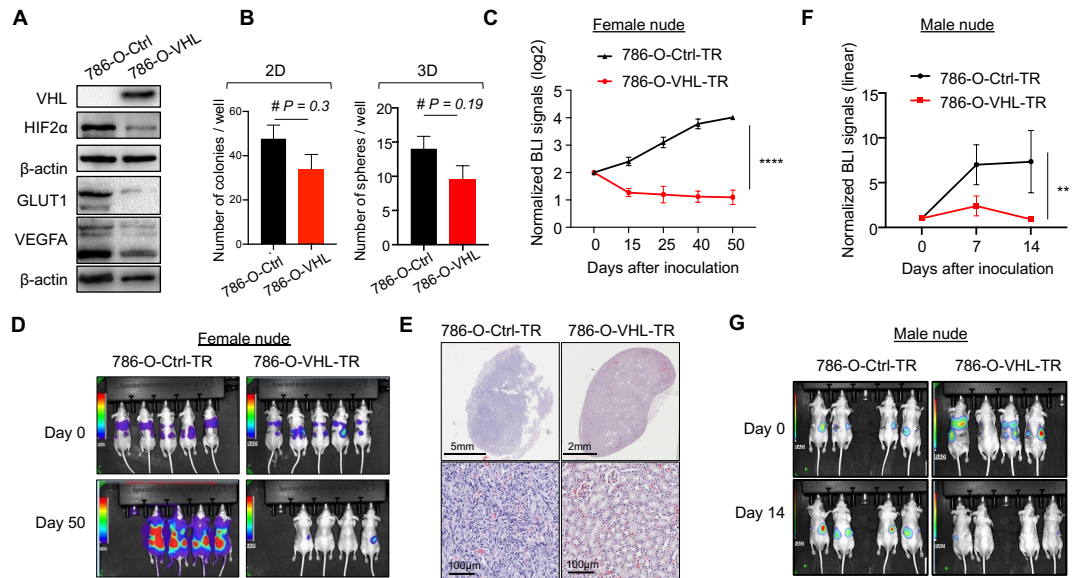 A
786-O-Ctrl
786-O-VHL
VHL
HIF2α
β-actin
GLUT1
VEGFA
β-actin
B
2D
3D
# P = 0.3
# P = 0.19
Number of colonies / well
60
40
20
0
786-O-Ctrl
786-O-VHL
Number of spheres / well
20
15
10
5
0
786-O-Ctrl
786-O-VHL
C
Female nude
786-O-Ctrl-TR
786-O-VHL-TR
Normalized BLI signals (log2)
5
4
3
2
1
0
0 15 25 40 50
Days after inoculation
****
F
Male nude
786-O-Ctrl-TR
786-O-VHL-TR
Normalized BLI signals (linear)
15
10
5
0
0 7 14
Days after inoculation
**
D
Female nude
786-O-Ctrl-TR
786-O-VHL-TR
Day 0
Day 50
E
786-O-Ctrl-TR
786-O-VHL-TR
5mm
2mm
100µm
100µm
G
Male nude
786-O-Ctrl-TR
786-O-VHL-TR
Day 0
Day 14